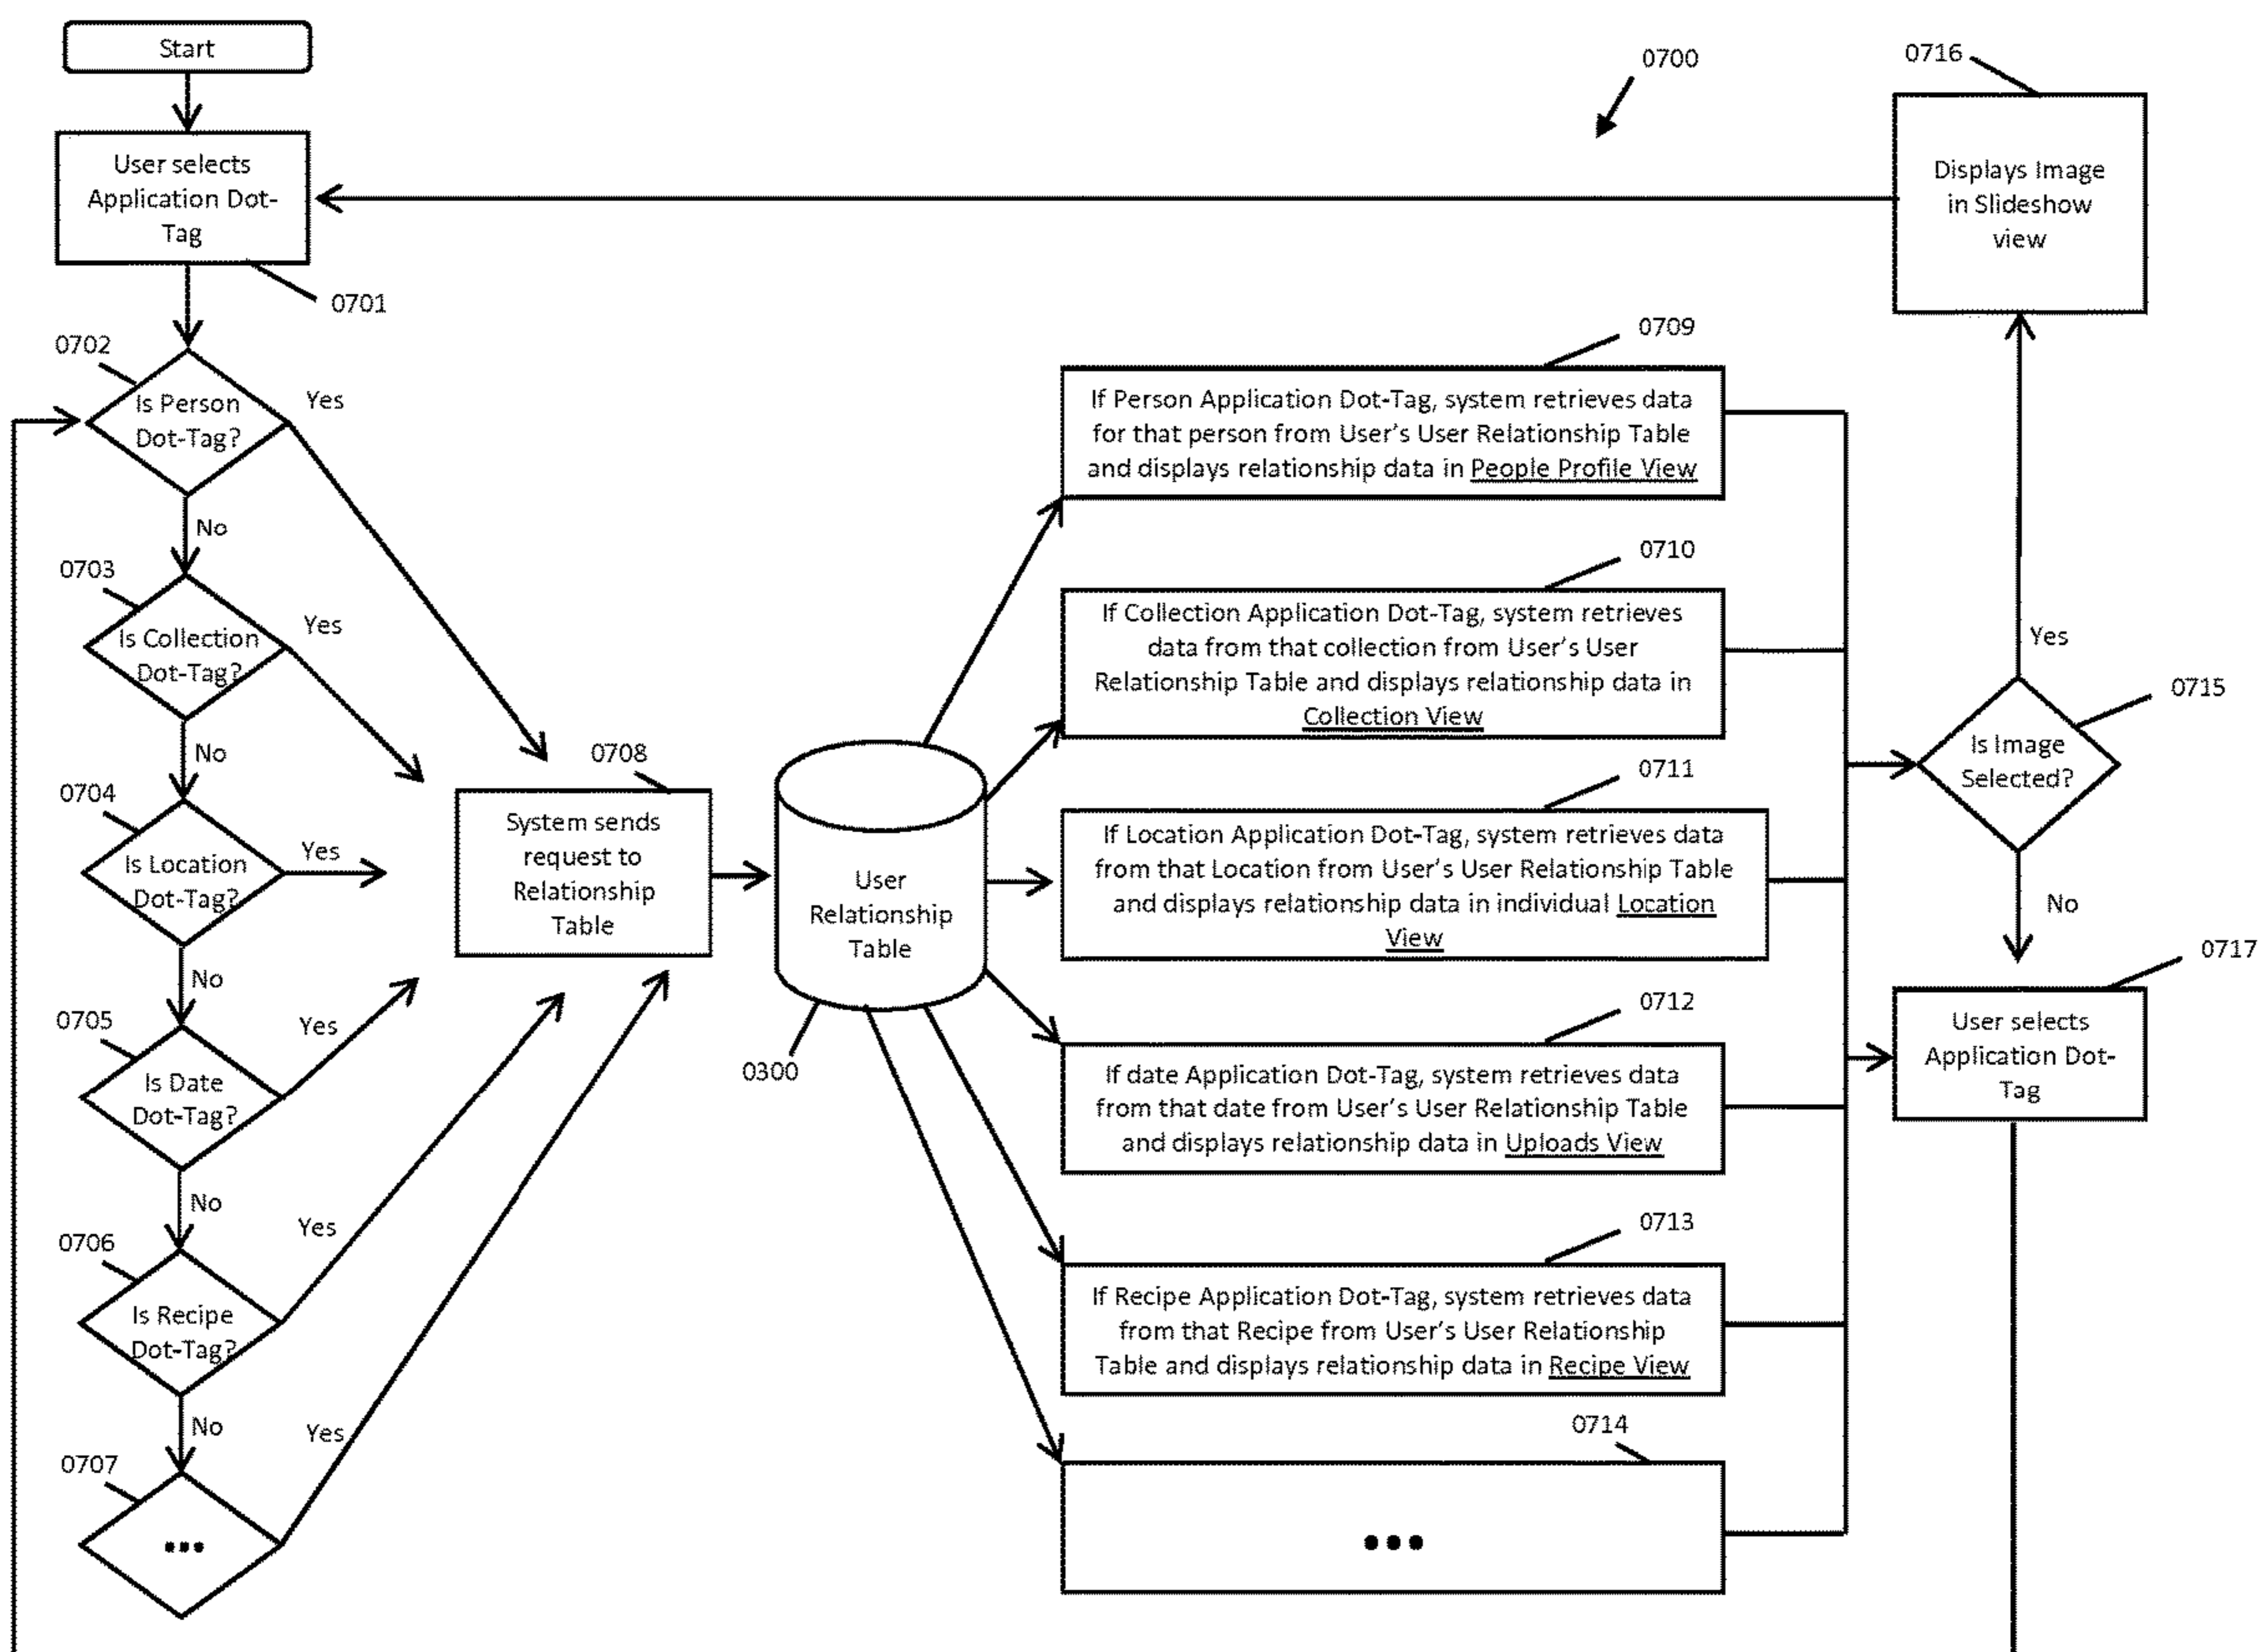 Start
0700
0716
User selects
Application Dot-
Tag
0701
Displays Image
in Slideshow
view
0702
Is Person
Dot-Tag?
Yes
No
0703
Is Collection
Dot-Tag?
Yes
No
0704
Is Location
Dot-Tag?
Yes
No
0705
Is Date
Dot-Tag?
Yes
No
0706
Is Recipe
Dot-Tag?
Yes
No
0707
...
Yes
0708
System sends
request to
Relationship
Table
User
Relationship
Table
0300
0709
If Person Application Dot-Tag, system retrieves data
for that person from User's User Relationship Table
and displays relationship data in People Profile View
0710
If Collection Application Dot-Tag, system retrieves
data from that collection from User's User
Relationship Table and displays relationship data in
Collection View
0711
If Location Application Dot-Tag, system retrieves data
from that Location from User's User Relationship Table
and displays relationship data in individual Location
View
0712
If date Application Dot-Tag, system retrieves data
from that date from User's User Relationship Table
and displays relationship data in Uploads View
0713
If Recipe Application Dot-Tag, system retrieves data
from that Recipe from User's User Relationship
Table and displays relationship data in Recipe View
0714
...
Yes
0715
Is Image
Selected?
No
0717
User selects
Application Dot-
Tag